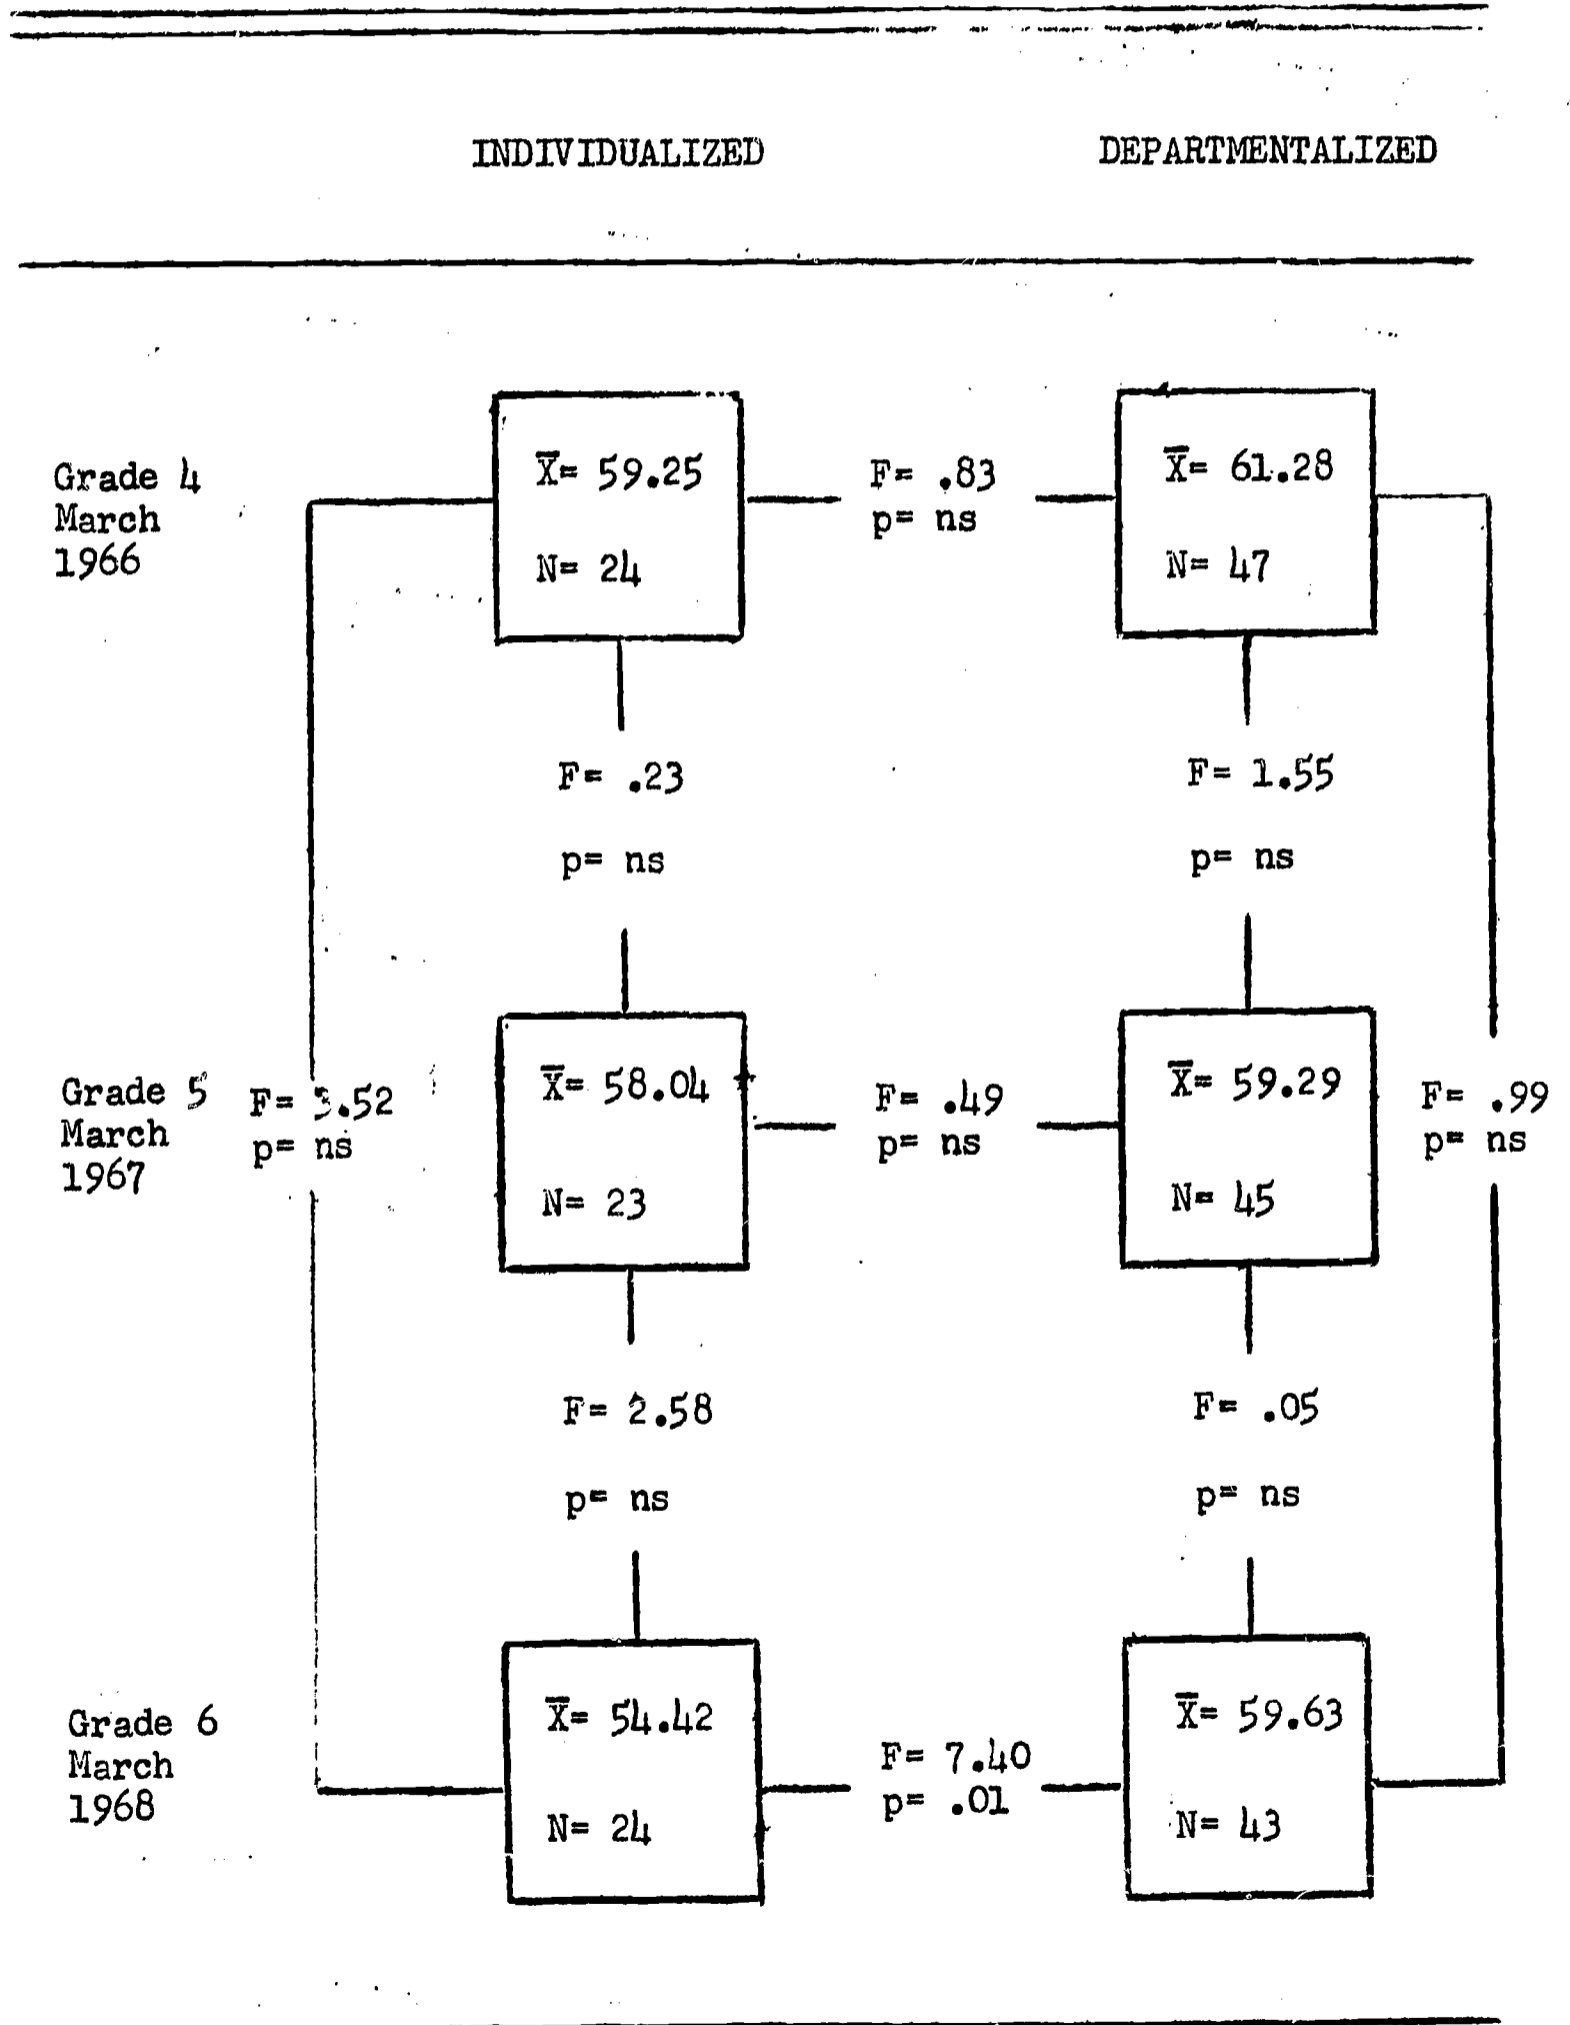 INDIVIDUALIZED DEPARTMENTALIZED
Grade 4
March
1966
X̅= 59.25
N= 24
F= .83
p= ns
X̅= 61.28
N= 47
F= .23
p= ns
F= 1.55
p= ns
Grade 5
March
1967
F= 3.52
p= ns
X̅= 58.04
N= 23
F= .49
p= ns
X̅= 59.29
N= 45
F= .99
p= ns
F= 2.58
p= ns
F= .05
p= ns
Grade 6
March
1968
X̅= 54.42
N= 24
F= 7.40
p= .01
X̅= 59.63
N= 43